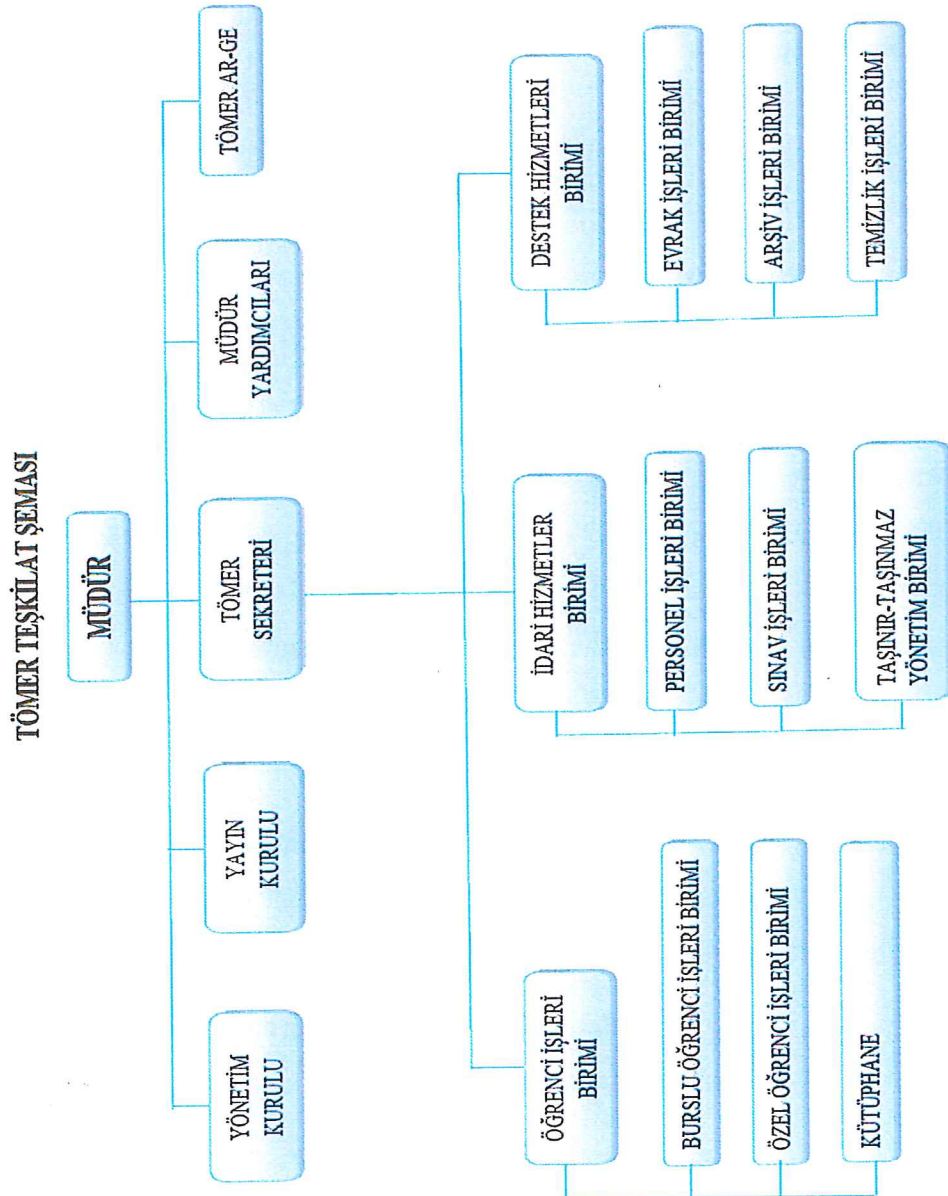 TÖMER TEŞKİLAT ŞEMASI
MÜDÜR
YÖNETİM
KURULU
YAYIN
KURULU
TÖMER
SEKRETERİ
MÜDÜR
YARDIMCILARI
TÖMER AR-GE
ÖĞRENCİ İŞLERİ
BİRİMİ
BURSLU ÖĞRENCİ İŞLERİ BİRİMİ
ÖZEL ÖĞRENCİ İŞLERİ BİRİMİ
KÜTÜPHANE
İDARİ HİZMETLER
BİRİMİ
PERSONEL İŞLERİ BİRİMİ
SINAV İŞLERİ BİRİMİ
TAŞINIR-TAŞINMAZ
YÖNETİM BİRİMİ
DESTEK HİZMETLERİ
BİRİMİ
EVRAK İŞLERİ BİRİMİ
ARŞİV İŞLERİ BİRİMİ
TEMİZLİK İŞLERİ BİRİMİ